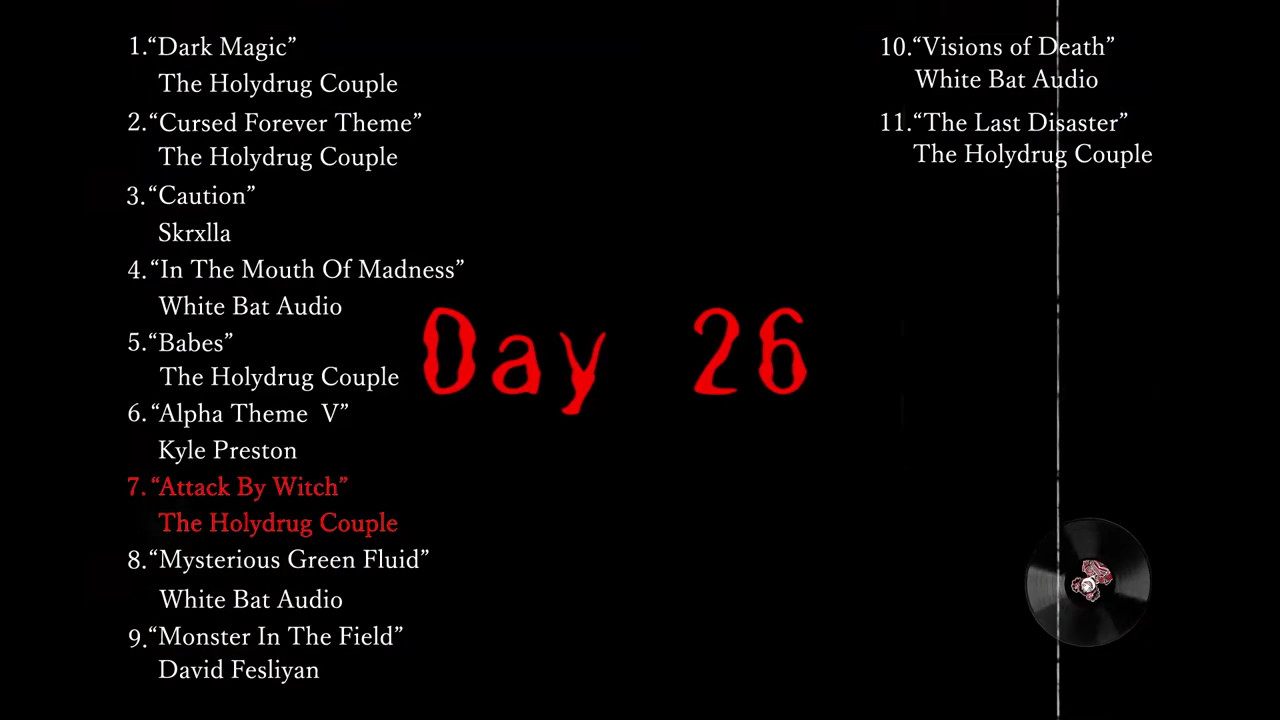 1.“Dark Magic”
The Holydrug Couple
2.“Cursed Forever Theme”
The Holydrug Couple
3.“Caution”
Skrxlla
4.“In The Mouth Of Madness”
White Bat Audio
5.“Babes”
The Holydrug Couple
6.“Alpha Theme  V”
Kyle Preston
7.“Attack By Witch”
The Holydrug Couple
8.“Mysterious Green Fluid”
White Bat Audio
9.“Monster In The Field”
David Fesliyan
Day 26
10.“Visions of Death”
White Bat Audio
11.“The Last Disaster”
The Holydrug Couple